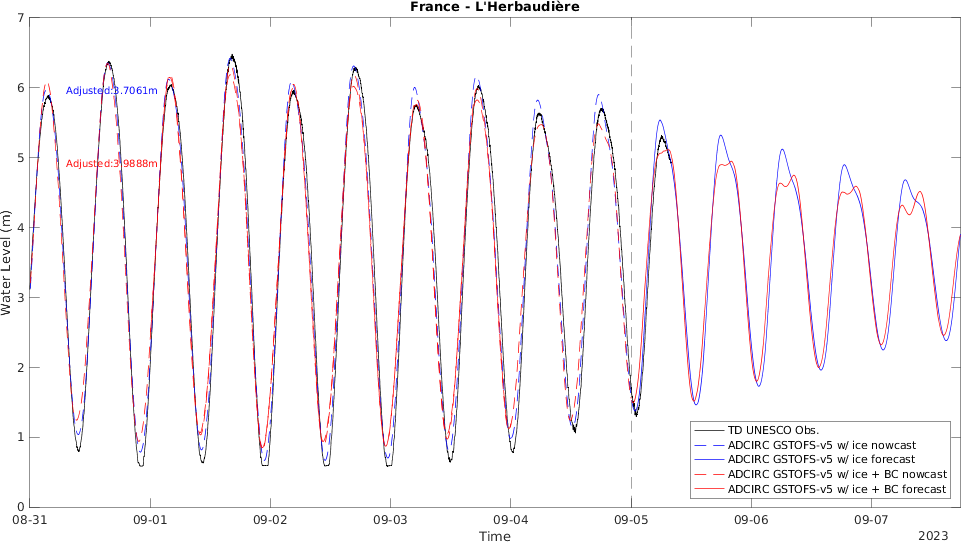 France - L'Herbaudière
7
6
5
4
3
2
1
0
Water Level (m)
Adjusted:3.7061m
Adjusted:3.9888m
TD UNESCO Obs.
ADCIRC GSTOFS-v5 w/ ice nowcast
ADCIRC GSTOFS-v5 w/ ice forecast
ADCIRC GSTOFS-v5 w/ ice + BC nowcast
ADCIRC GSTOFS-v5 w/ ice + BC forecast
08-31 09-01 09-02 09-03 09-04 09-05 09-06 09-07
Time
2023